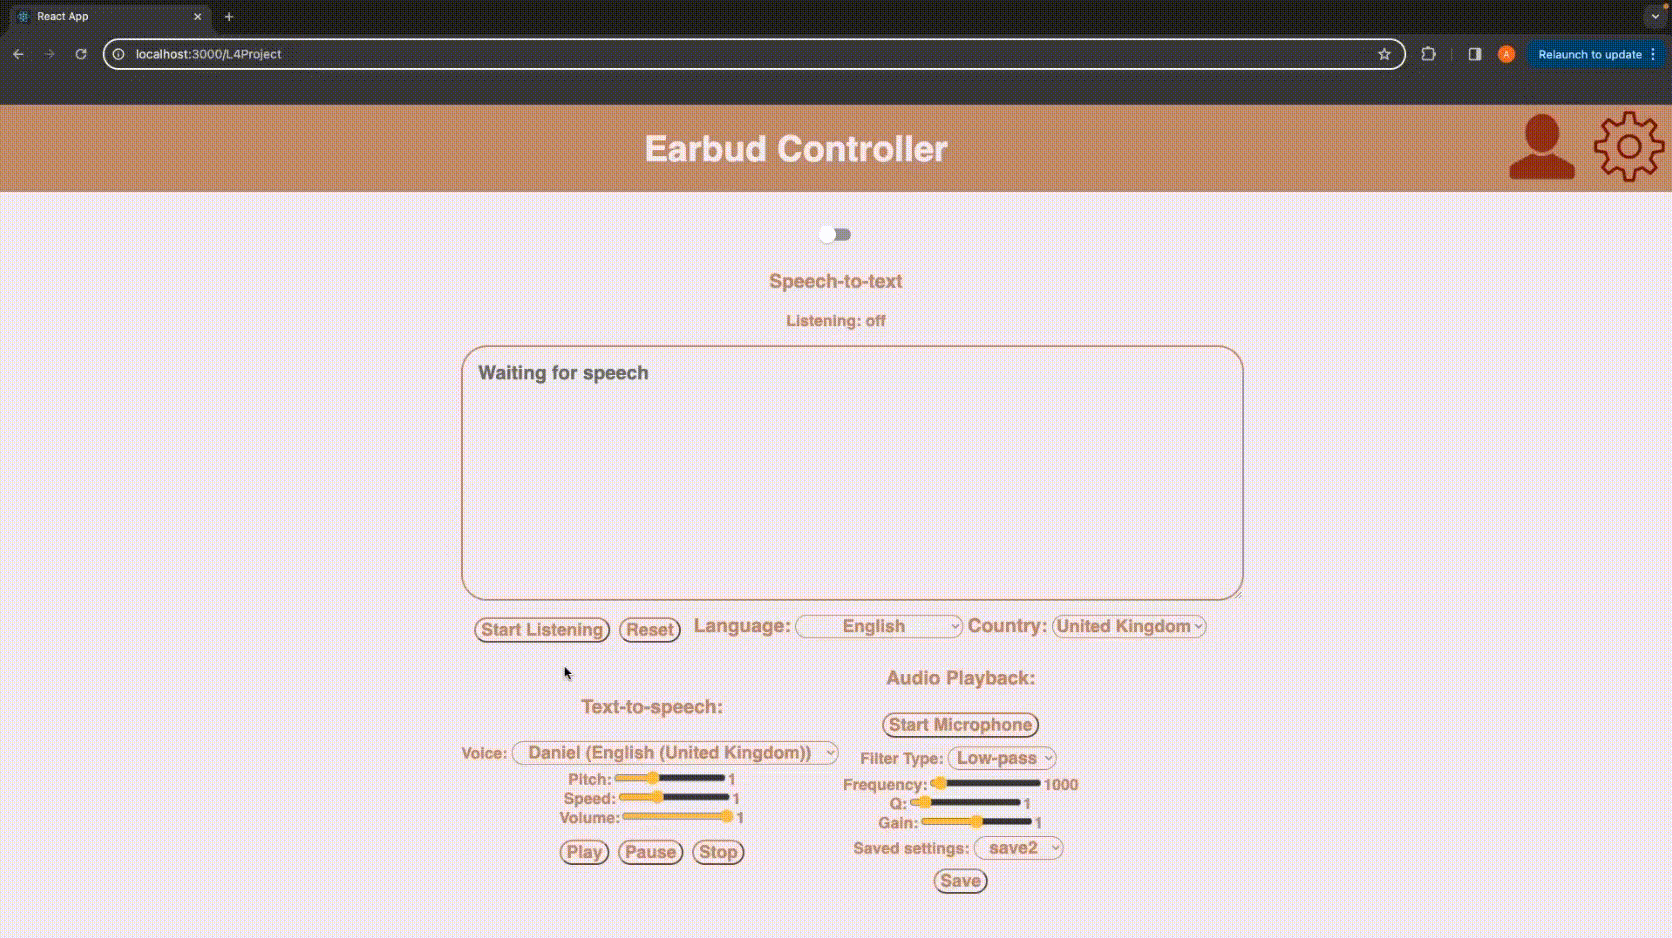 React App
localhost:3000/L4Project
A
Relaunch to update
Earbud Controller
Speech-to-text
Listening: off
Waiting for speech
Start Listening Reset Language: English Country: United Kingdom
Text-to-speech:
Voice: Daniel (English (United Kingdom))
Pitch: 1
Speed: 1
Volume: 1
Play Pause Stop
Audio Playback:
Start Microphone
Filter Type: Low-pass
Frequency: 1000
Q: 1
Gain: 1
Saved settings: save2
Save